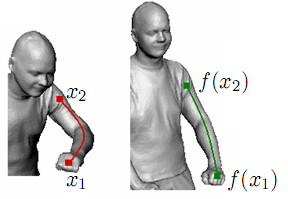 x₂
x₁
f(x₂)
f(x₁)